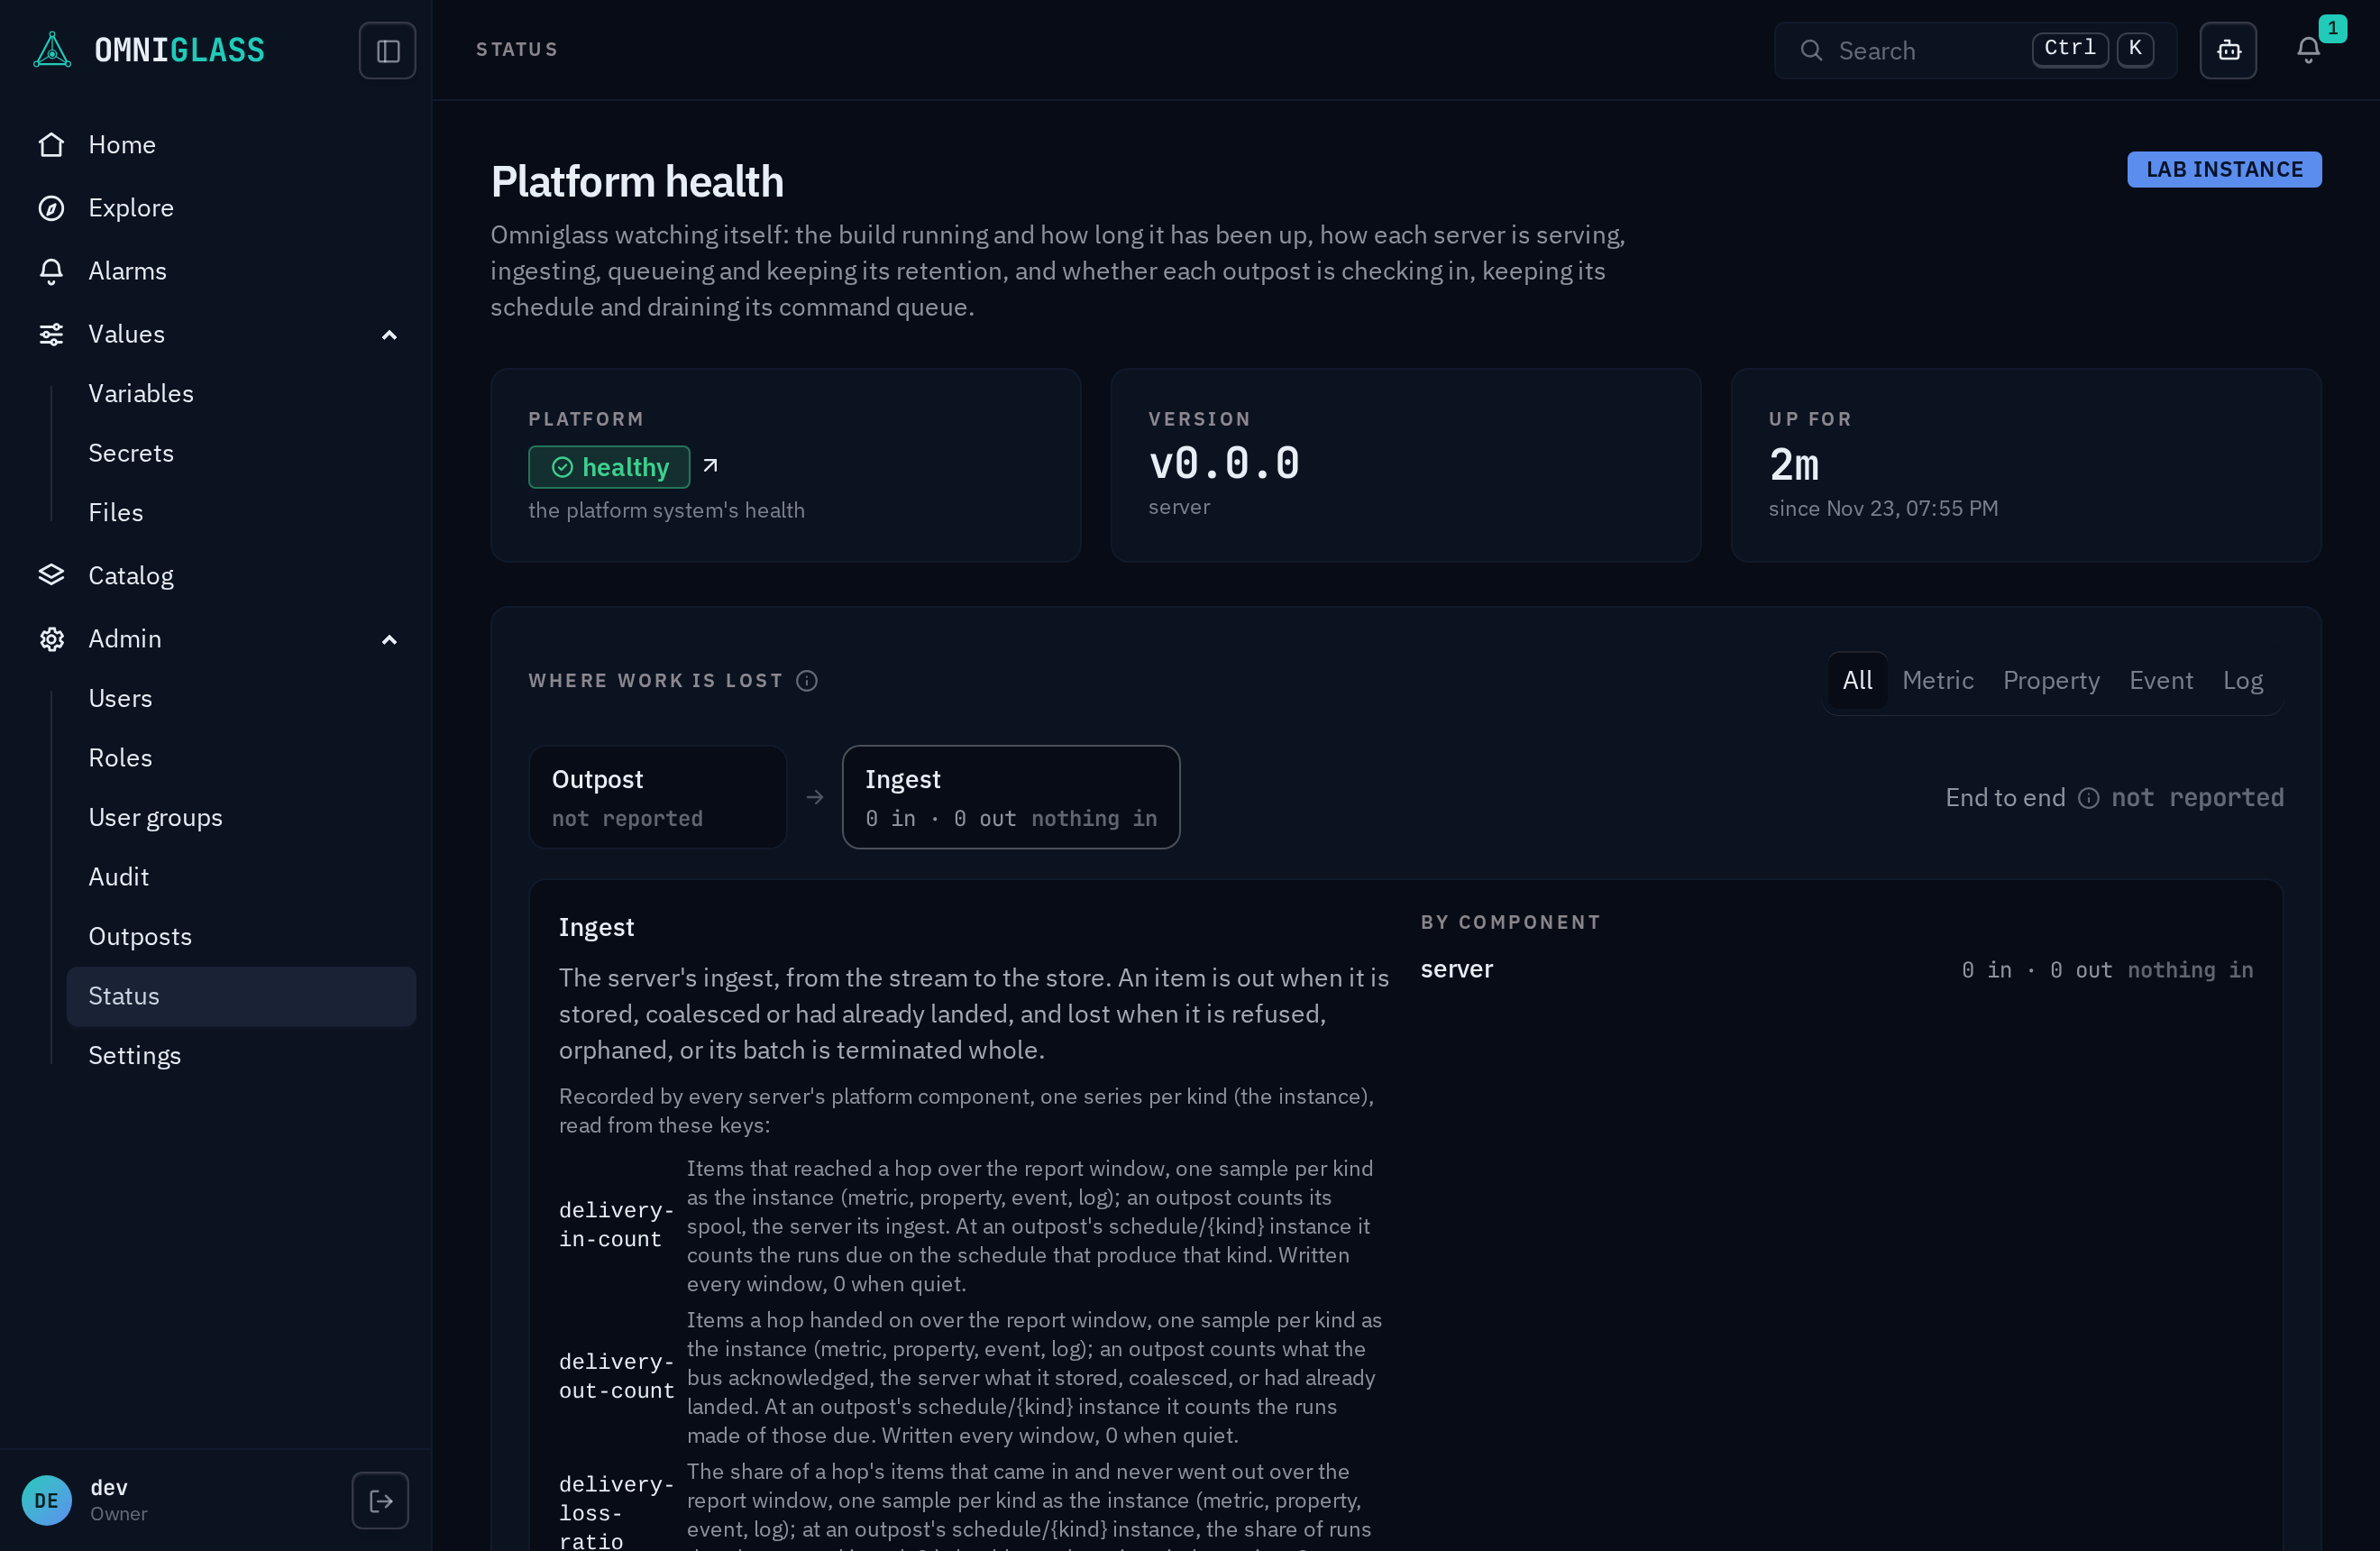 OMNIGLASS
STATUS
Search
Ctrl K
1
Home
Explore
Alarms
Values
Variables
Secrets
Files
Catalog
Admin
Users
Roles
User groups
Audit
Outposts
Status
Settings
DE
dev
Owner
Platform health
LAB INSTANCE
Omniglass watching itself: the build running and how long it has been up, how each server is serving,
ingesting, queueing and keeping its retention, and whether each outpost is checking in, keeping its
schedule and draining its command queue.
PLATFORM
healthy
the platform system's health
VERSION
v0.0.0
server
UP FOR
2m
since Nov 23, 07:55 PM
WHERE WORK IS LOST
All Metric Property Event Log
Outpost
not reported
Ingest
0 in · 0 out nothing in
End to end not reported
Ingest
The server's ingest, from the stream to the store. An item is out when it is
stored, coalesced or had already landed, and lost when it is refused,
orphaned, or its batch is terminated whole.
Recorded by every server's platform component, one series per kind (the instance),
read from these keys:
delivery-
in-count
Items that reached a hop over the report window, one sample per kind
as the instance (metric, property, event, log); an outpost counts its
spool, the server its ingest. At an outpost's schedule/{kind} instance it
counts the runs due on the schedule that produce that kind. Written
every window, 0 when quiet.
delivery-
out-count
Items a hop handed on over the report window, one sample per kind as
the instance (metric, property, event, log); an outpost counts what the
bus acknowledged, the server what it stored, coalesced, or had already
landed. At an outpost's schedule/{kind} instance it counts the runs
made of those due. Written every window, 0 when quiet.
delivery-
loss-
ratio
The share of a hop's items that came in and never went out over the
report window, one sample per kind as the instance (metric, property,
event, log); at an outpost's schedule/{kind} instance, the share of runs
BY COMPONENT
server
0 in · 0 out nothing in